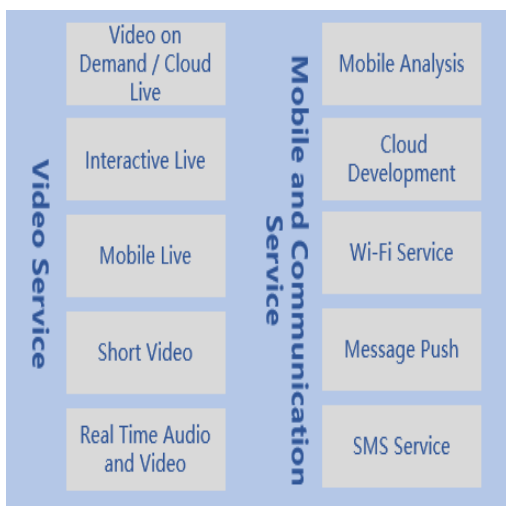 Video Service
Video on
Demand / Cloud
Live
Interactive Live
Mobile Live
Short Video
Real Time Audio
and Video
Mobile and Communication
Service
Mobile Analysis
Cloud
Development
Wi-Fi Service
Message Push
SMS Service